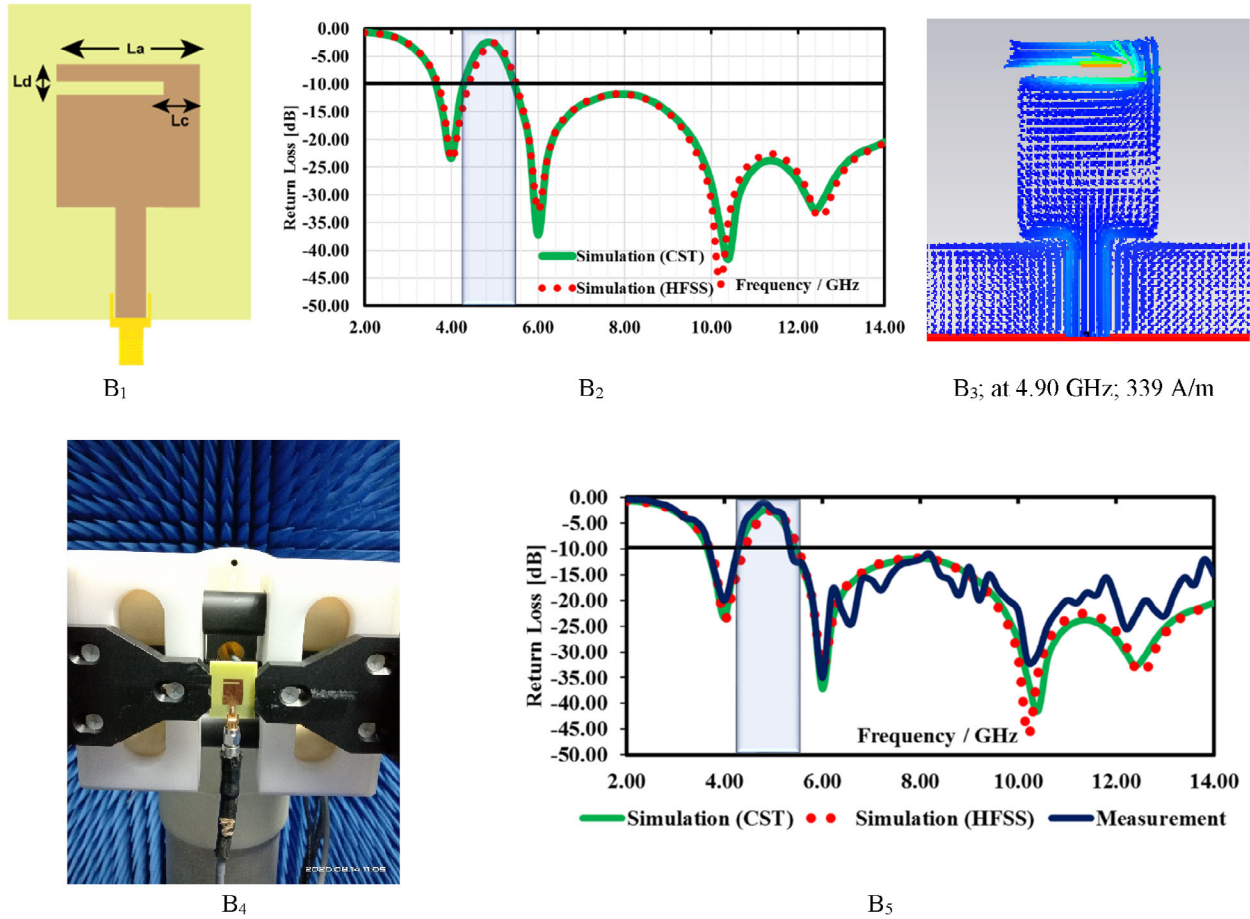 La
Ld
Lc
B₁
0.00
-5.00
-10.00
-15.00
-20.00
-25.00
-30.00
-35.00
-40.00
-45.00
-50.00
Return Loss [dB]
Simulation (CST)
Simulation (HFSS)
Frequency / GHz
2.00 4.00 6.00 8.00 10.00 12.00 14.00
B₂
B₃; at 4.90 GHz; 339 A/m
2020.08.14 11:05
B₄
0.00
-5.00
-10.00
-15.00
-20.00
-25.00
-30.00
-35.00
-40.00
-45.00
-50.00
Return Loss [dB]
Frequency / GHz
2.00 4.00 6.00 8.00 10.00 12.00 14.00
Simulation (CST) Simulation (HFSS) Measurement
B₅